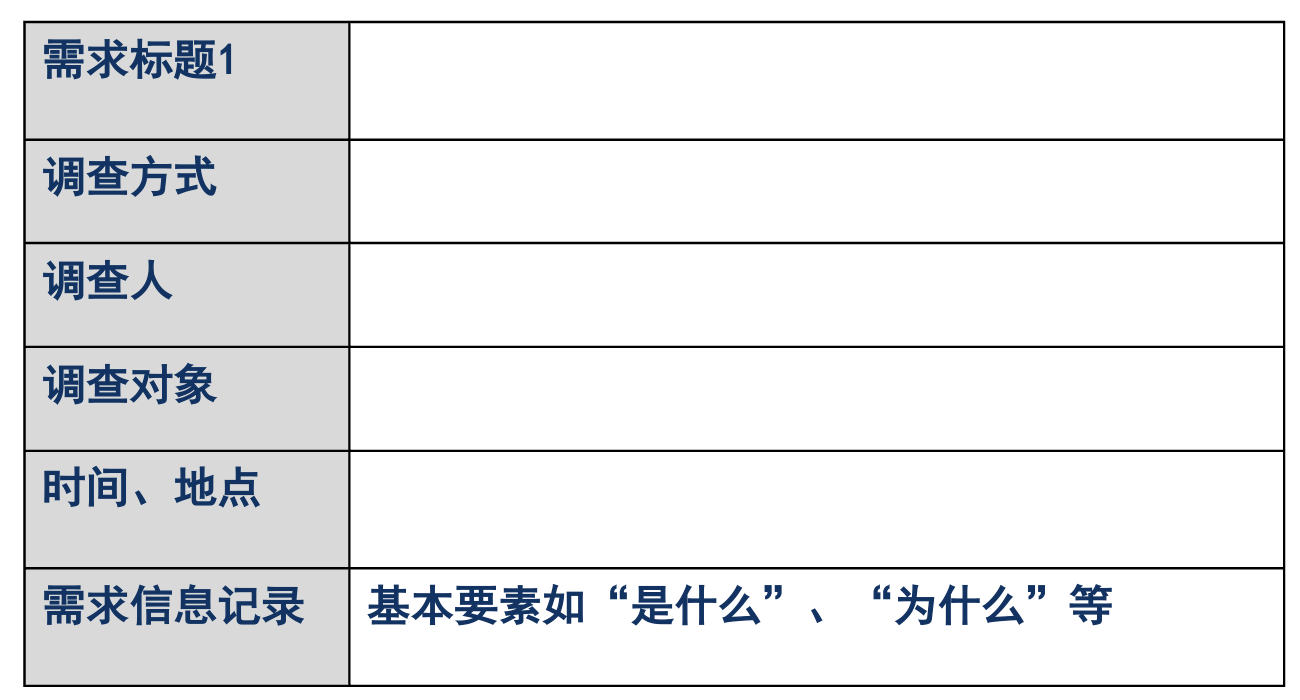 需求标题1
调查方式
调查人
调查对象
时间、地点
需求信息记录 基本要素如“是什么”、“为什么”等